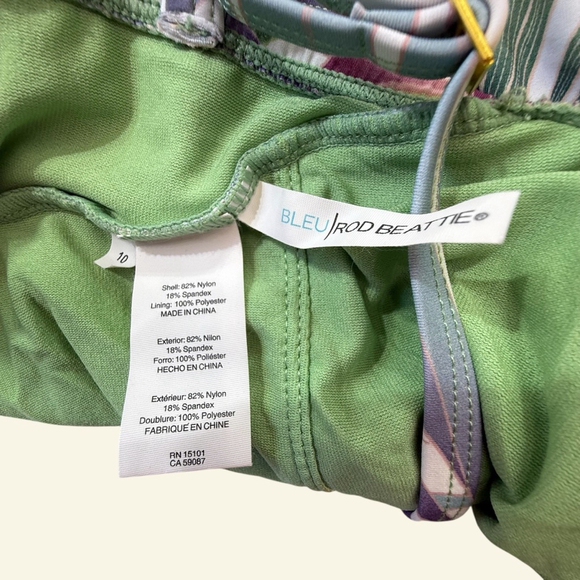 BLEU|ROD BEATTIE®
10
Shell: 82% Nylon
18% Spandex
Lining: 100% Polyester
MADE IN CHINA
Exterior: 82% Nilon
18% Spandex
Forro: 100% Poliéster
HECHO EN CHINA
Extérieur: 82% Nylon
18% Spandex
Doublure: 100% Polyester
FABRIQUÉ EN CHINE
RN 15101
CA 59087